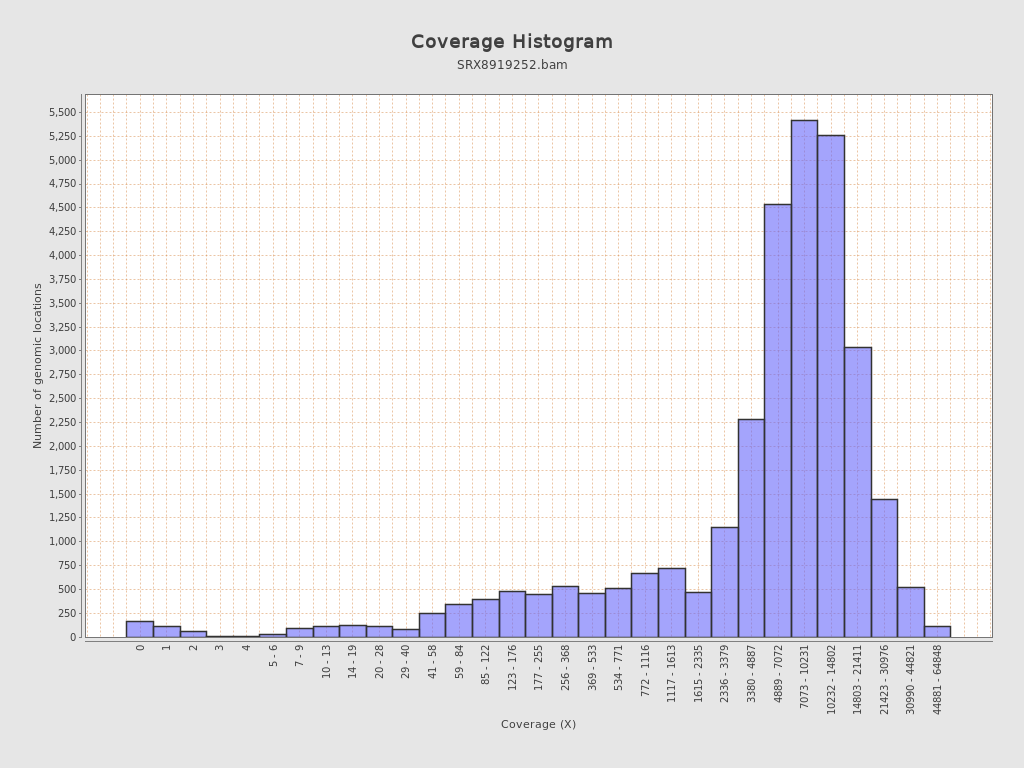 Coverage Histogram
SRX8919252.bam
Number of genomic locations
5,500
5,250
5,000
4,750
4,500
4,250
4,000
3,750
3,500
3,250
3,000
2,750
2,500
2,250
2,000
1,750
1,500
1,250
1,000
750
500
250
0
0
1
2
3
4
5 - 6
7 - 9
10 - 13
14 - 19
20 - 28
29 - 40
41 - 58
59 - 84
85 - 122
123 - 176
177 - 255
256 - 368
369 - 533
534 - 771
772 - 1116
1117 - 1613
1615 - 2335
2336 - 3379
3380 - 4887
4889 - 7072
7073 - 10231
10232 - 14802
14803 - 21411
21423 - 30976
30990 - 44821
44881 - 64848
Coverage (X)